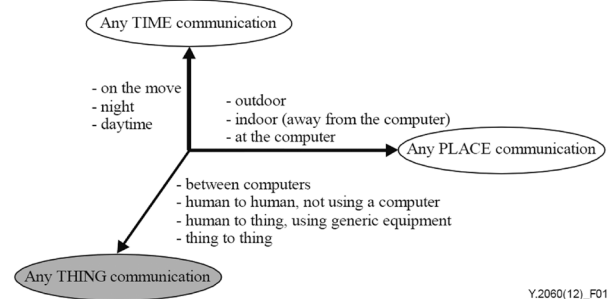 Any TIME communication
- on the move
- night
- daytime
- outdoor
- indoor (away from the computer)
- at the computer
Any PLACE communication
- between computers
- human to human, not using a computer
- human to thing, using generic equipment
- thing to thing
Any THING communication
Y.2060(12)_F01